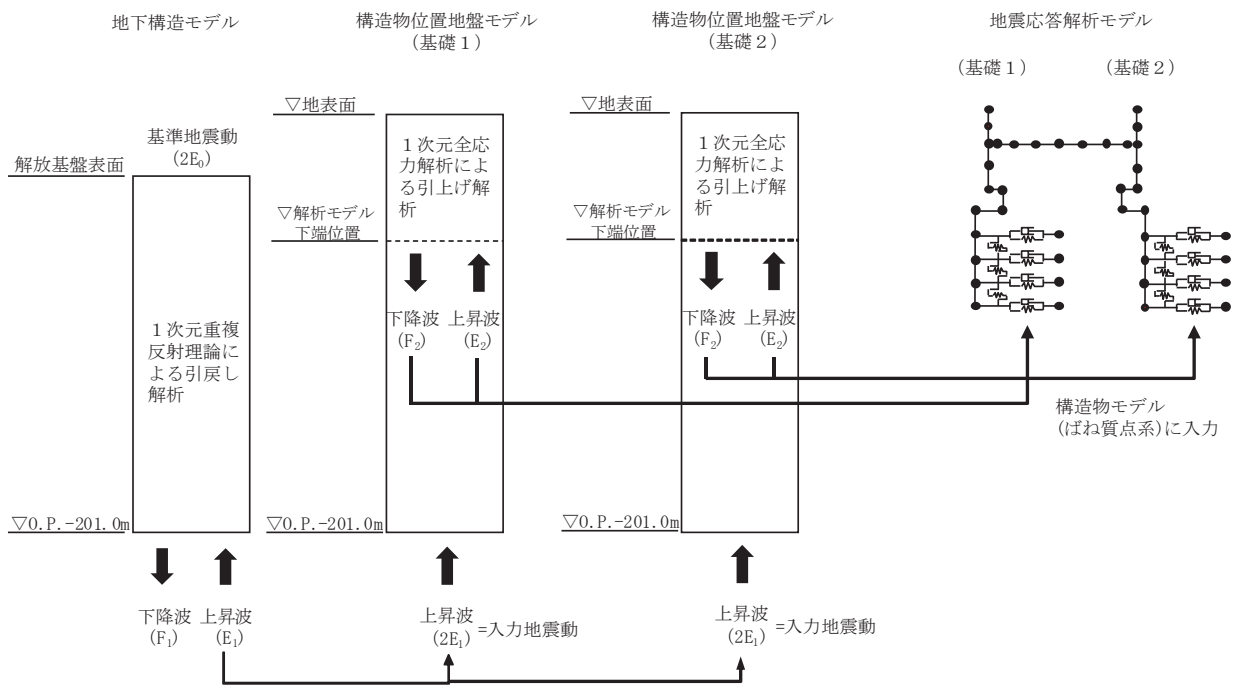 地下構造モデル
基準地震動
(2E₀)
解放基盤表面
1次元重複
反射理論に
よる引戻し
解析
▽O.P.-201.0m
下降波
(F₁)
上昇波
(E₁)
構造物位置地盤モデル
(基礎1)
▽地表面
1次元全応
力解析によ
る引上げ解
析
▽解析モデル
下端位置
下降波
(F₂)
上昇波
(E₂)
▽O.P.-201.0m
上昇波
(2E₁)
=入力地震動
構造物位置地盤モデル
(基礎2)
▽地表面
1次元全応
力解析によ
る引上げ解
析
▽解析モデル
下端位置
下降波
(F₂)
上昇波
(E₂)
▽O.P.-201.0m
上昇波
(2E₁)
=入力地震動
地震応答解析モデル
(基礎1)
(基礎2)
構造物モデル
(ばね質点系)に入力